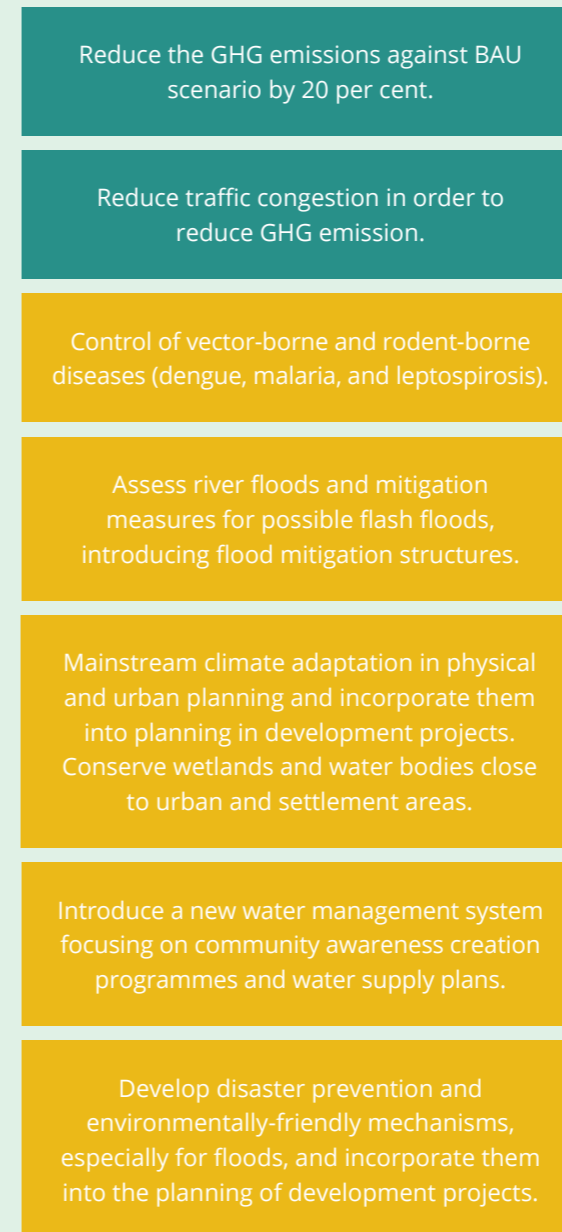 Reduce the GHG emissions against BAU
scenario by 20 per cent.
Reduce traffic congestion in order to
reduce GHG emission.
Control of vector-borne and rodent-borne
diseases (dengue, malaria, and leptospirosis).
Assess river floods and mitigation
measures for possible flash floods,
introducing flood mitigation structures.
Mainstream climate adaptation in physical
and urban planning and incorporate them
into planning in development projects.
Conserve wetlands and water bodies close
to urban and settlement areas.
Introduce a new water management system
focusing on community awareness creation
programmes and water supply plans.
Develop disaster prevention and
environmentally-friendly mechanisms,
especially for floods, and incorporate them
into the planning of development projects.